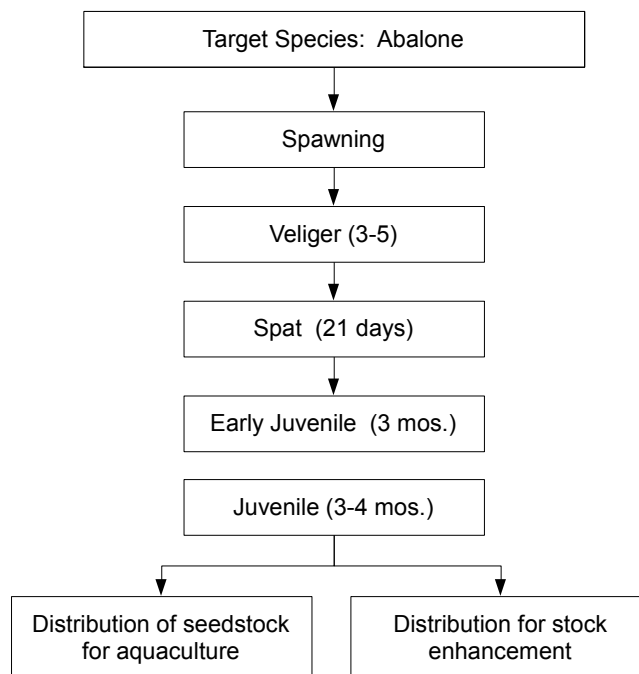 Target Species: Abalone
Spawning
Veliger (3-5)
Spat (21 days)
Early Juvenile (3 mos.)
Juvenile (3-4 mos.)
Distribution of seedstock
for aquaculture
Distribution for stock
enhancement